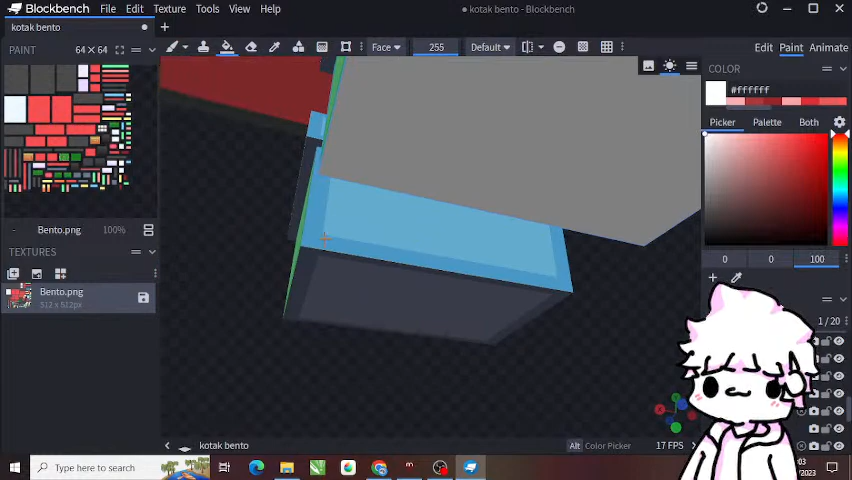 Blockbench File Edit Texture Tools View Help
kotak bento - Blockbench
kotak bento
PAINT 64 × 64
Face 255 Default
Edit Paint Animate
COLOR
#ffffff
Picker Palette Both
Bento.png 100%
0 0 100
TEXTURES
Bento.png
512 x 512px
1 / 20
kotak bento
Alt Color Picker 17 FPS
Type here to search